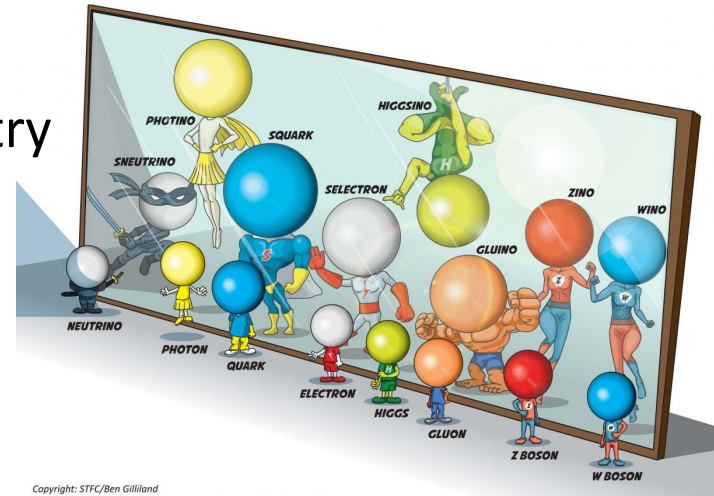 try
PHOTINO
HIGGSINO
SQUARK
SNEUTRINO
SELECTRON
ZINO
WINO
GLUINO
H
S
Z
W
NEUTRINO
PHOTON
QUARK
ELECTRON
H
HIGGS
GLUON
Z
Z BOSON
W
W BOSON
Copyright: STFC/Ben Gilliland